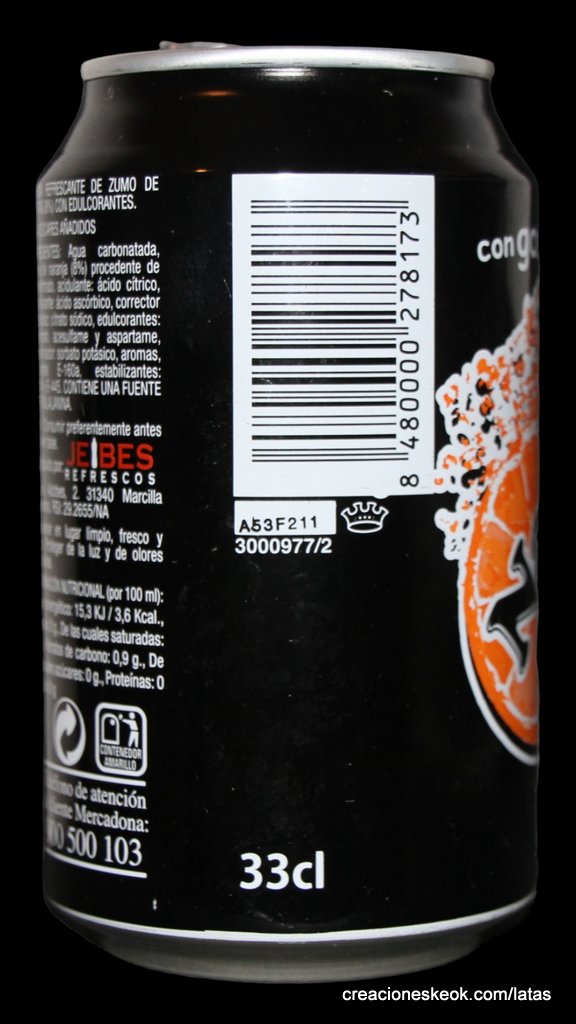 REFRESCANTE DE ZUMO DE
CON EDULCORANTES.
AÑADIDOS
Agua carbonatada,
naranja (8%) procedente de
acidulante: ácido cítrico,
ácido ascórbico, corrector
citrato sódico, edulcorantes:
acesulfame y aspartame,
sorbato potásico, aromas,
E-160a, estabilizantes:
CONTIENE UNA FUENTE
preferentemente antes
JEBES
REFRESCOS
2. 31340 Marcilla
29.2655/NA
en lugar limpio, fresco y
de la luz y de olores
NUTRICIONAL (por 100 ml):
15,3 KJ / 3,6 Kcal.,
De las cuales saturadas:
de carbono: 0,9 g., De
0 g., Proteínas: 0
CONTENEDOR
AMARILLO
de atención
Mercadona:
500 103
8 480000 278173
A53F211
3000977/2
con
33cl
creacioneskeok.com/latas